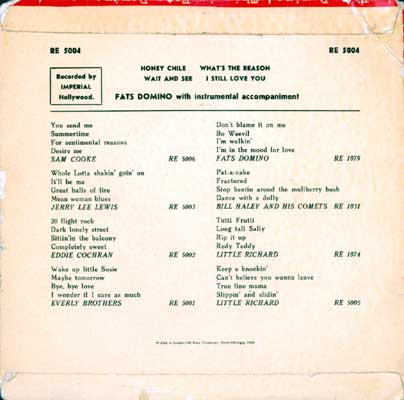 RE 5004
RE 5004
Recorded by
IMPERIAL
Hollywood.
HONEY CHILE WHAT'S THE REASON
WAIT AND SEE I STILL LOVE YOU
FATS DOMINO with instrumental accompaniment
You send me
Summertime
For sentimental reasons
Desire me
SAM COOKE RE 5006
Whole Lotta shakin' goin' on
It'll be me
Great balls of fire
Mean woman blues
JERRY LEE LEWIS RE 5003
20 flight rock
Dark lonely street
Sittin'in the balcony
Completely sweet
EDDIE COCHRAN RE 5002
Wake up little Susie
Maybe tomorrow
Bye, bye love
I wonder if I care as much
EVERLY BROTHERS RE 5001
Don't blame it on me
Bo Weevil
I'm walkin'
I'm in the mood for love
FATS DOMINO RE 1079
Pat-a-cake
Fractured
Stop beatin around the mullberry bush
Dance with a dolly
BILL HALEY AND HIS COMETS RE 1031
Tutti Frutti
Long tall Sally
Rip it up
Redy Teddy
LITTLE RICHARD RE 1074
Keep a knockin'
Can't believe you wanna leave
True fine mama
Slippin' and slidin'
LITTLE RICHARD RE 5005